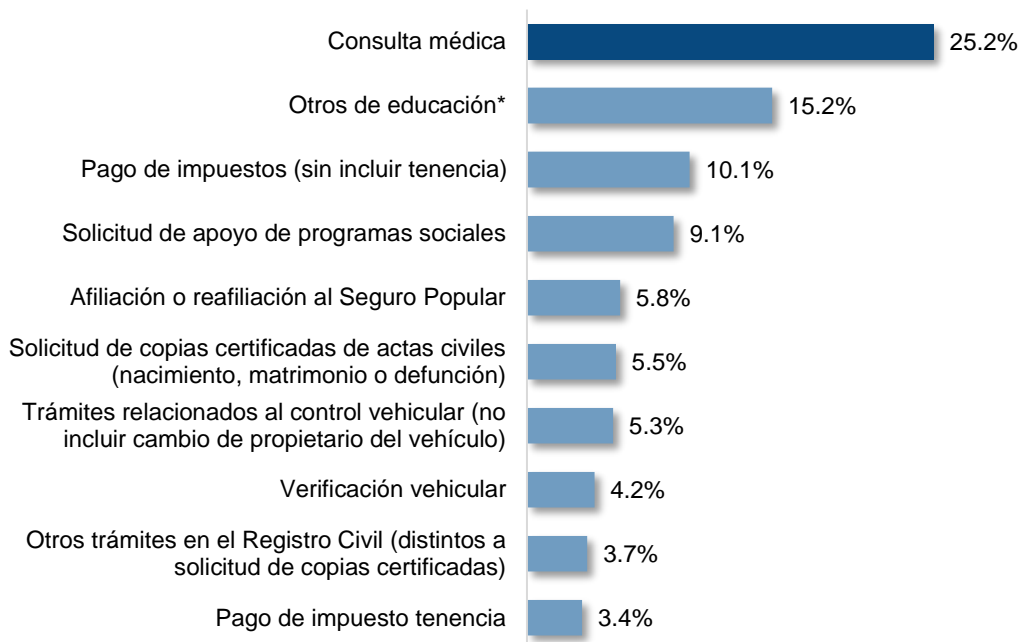 Consulta médica
25.2%
Otros de educación*
15.2%
Pago de impuestos (sin incluir tenencia)
10.1%
Solicitud de apoyo de programas sociales
9.1%
Afiliación o reafiliación al Seguro Popular
5.8%
Solicitud de copias certificadas de actas civiles
(nacimiento, matrimonio o defunción)
5.5%
Trámites relacionados al control vehicular (no
incluir cambio de propietario del vehículo)
5.3%
Verificación vehicular
4.2%
Otros trámites en el Registro Civil (distintos a
solicitud de copias certificadas)
3.7%
Pago de impuesto tenencia
3.4%